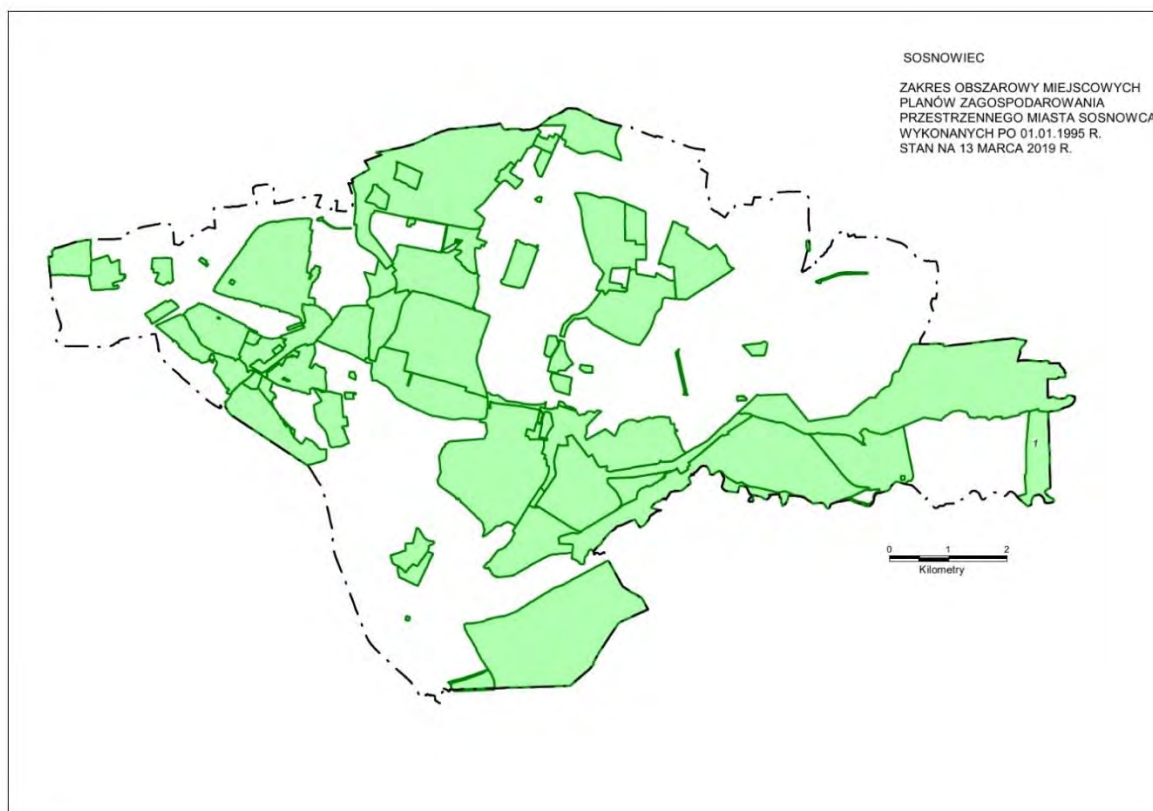 SOSNOWIEC
ZAKRES OBSZAROWY MIEJSCOWYCH
PLANÓW ZAGOSPODAROWANIA
PRZESTRZENNEGO MIASTA SOSNOWCA
WYKONANYCH PO 01.01.1995 R.
STAN NA 13 MARCA 2019 R.
1
0 1 2
Kilometry